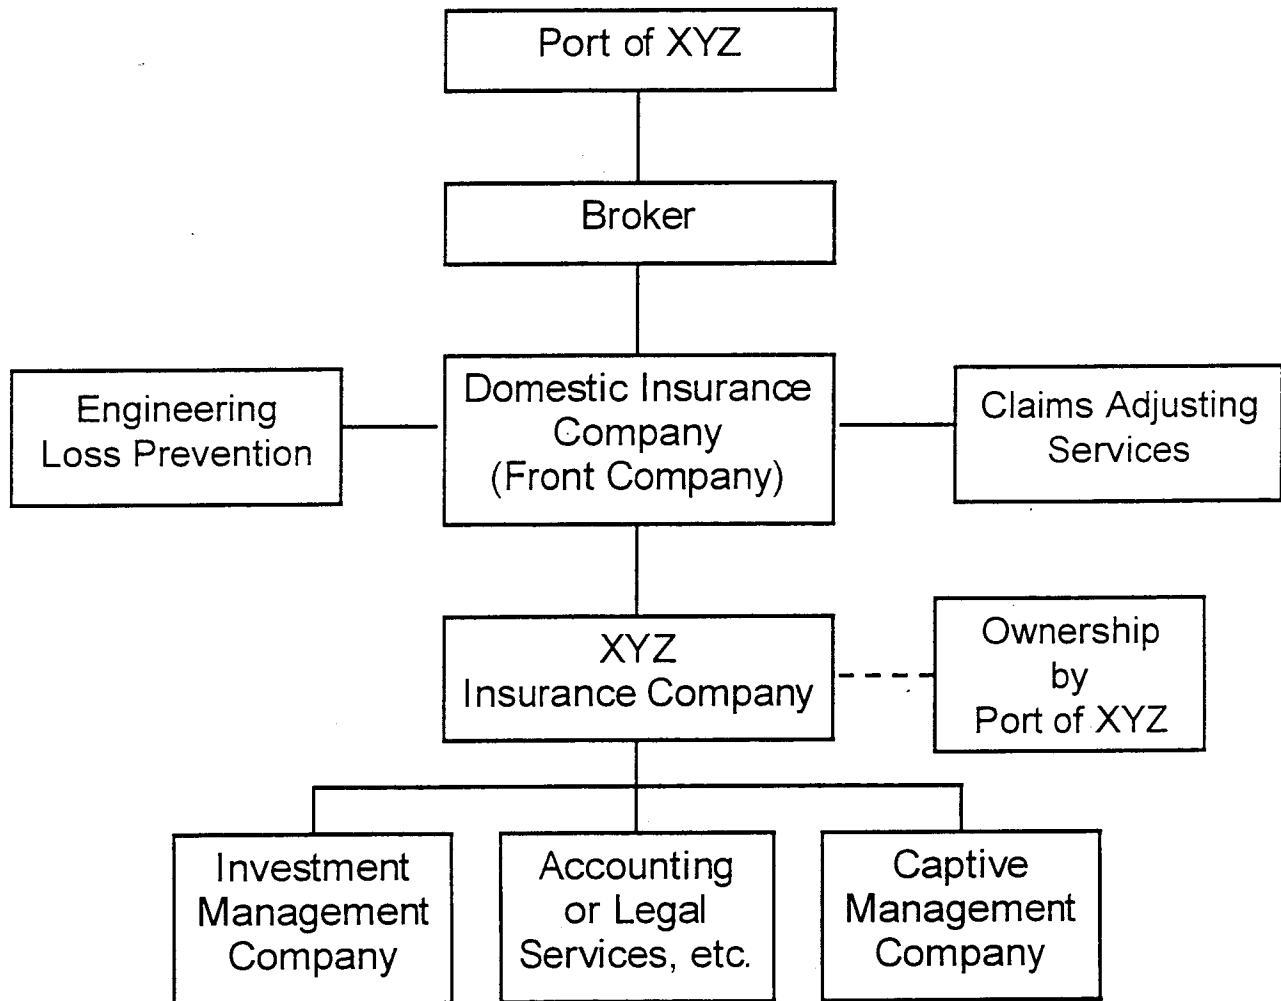 Port of XYZ
Broker
Engineering
Loss Prevention
Domestic Insurance
Company
(Front Company)
Claims Adjusting
Services
XYZ
Insurance Company
Ownership
by
Port of XYZ
Investment
Management
Company
Accounting
or Legal
Services, etc.
Captive
Management
Company